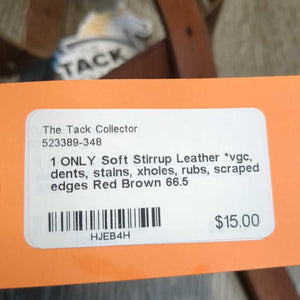 TACK
The Tack Collector
523389-348
1 ONLY Soft Stirrup Leather *vgc,
dents, stains, xholes, rubs, scraped
edges Red Brown 66.5
$15.00
HJEB4H